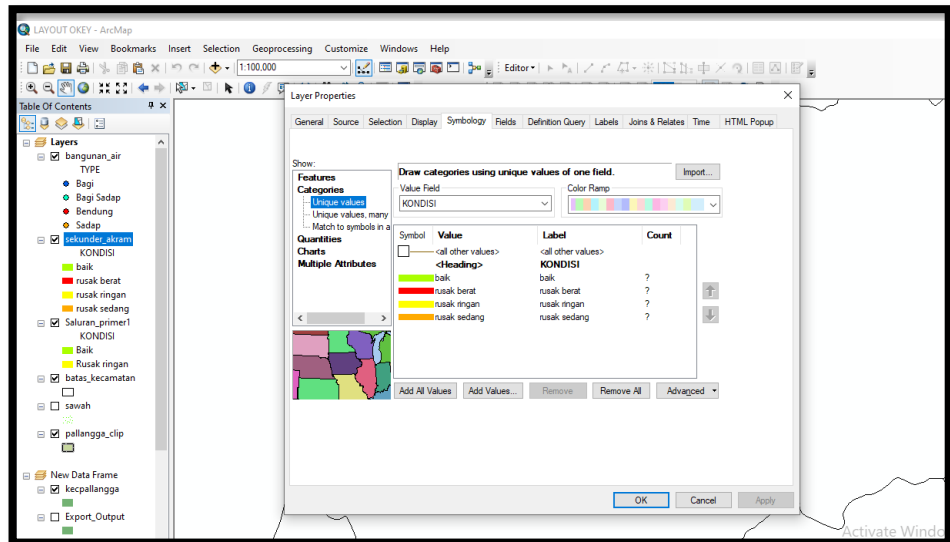 LAYOUT OKEY - ArcMap
File Edit View Bookmarks Insert Selection Geoprocessing Customize Windows Help
1:100,000
Editor
Table Of Contents
Layers
bangunan_air
TYPE
Bagi
Bagi Sadap
Bendung
Sadap
sekunder_akram
KONDISI
baik
rusak berat
rusak ringan
rusak sedang
Saluran_primer1
KONDISI
Baik
Rusak ringan
batas_kecamatan
sawah
pallangga_clip
New Data Frame
kecpallangga
Export_Output
Layer Properties
General Source Selection Display Symbology Fields Definition Query Labels Joins & Relates Time HTML Popup
Show:
Features
Categories
Unique values
Unique values, many
Match to symbols in a
Quantities
Charts
Multiple Attributes
Draw categories using unique values of one field.
Import...
Value Field
KONDISI
Color Ramp
Symbol Value Label Count
<all other values> <all other values>
<Heading> KONDISI
baik baik ?
rusak berat rusak berat ?
rusak ringan rusak ringan ?
rusak sedang rusak sedang ?
Add All Values Add Values... Remove Remove All Advanced
OK Cancel Apply
Activate Windo